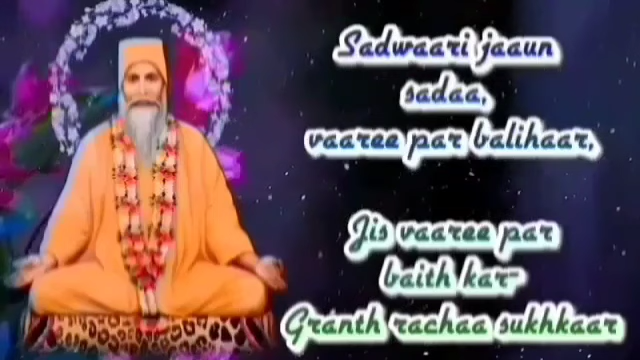 Sadwaari jaaun
sadaa,
vaaree par balihaar,
Jis vaaree par
baith kar-
Granth rachaa sukhkaar